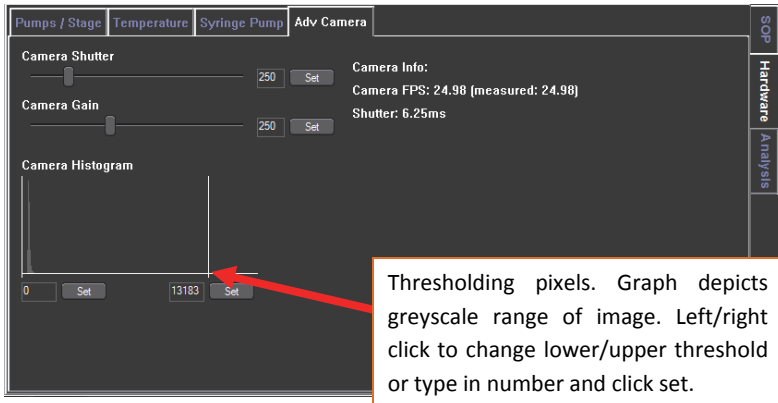 Pumps / Stage Temperature Syringe Pump Adv Camera
SOP
Hardware
Analysis
Camera Shutter
250 Set
Camera Gain
250 Set
Camera Info:
Camera FPS: 24.98 (measured: 24.98)
Shutter: 6.25ms
Camera Histogram
0 Set 13183 Set
Thresholding pixels. Graph depicts
greyscale range of image. Left/right
click to change lower/upper threshold
or type in number and click set.